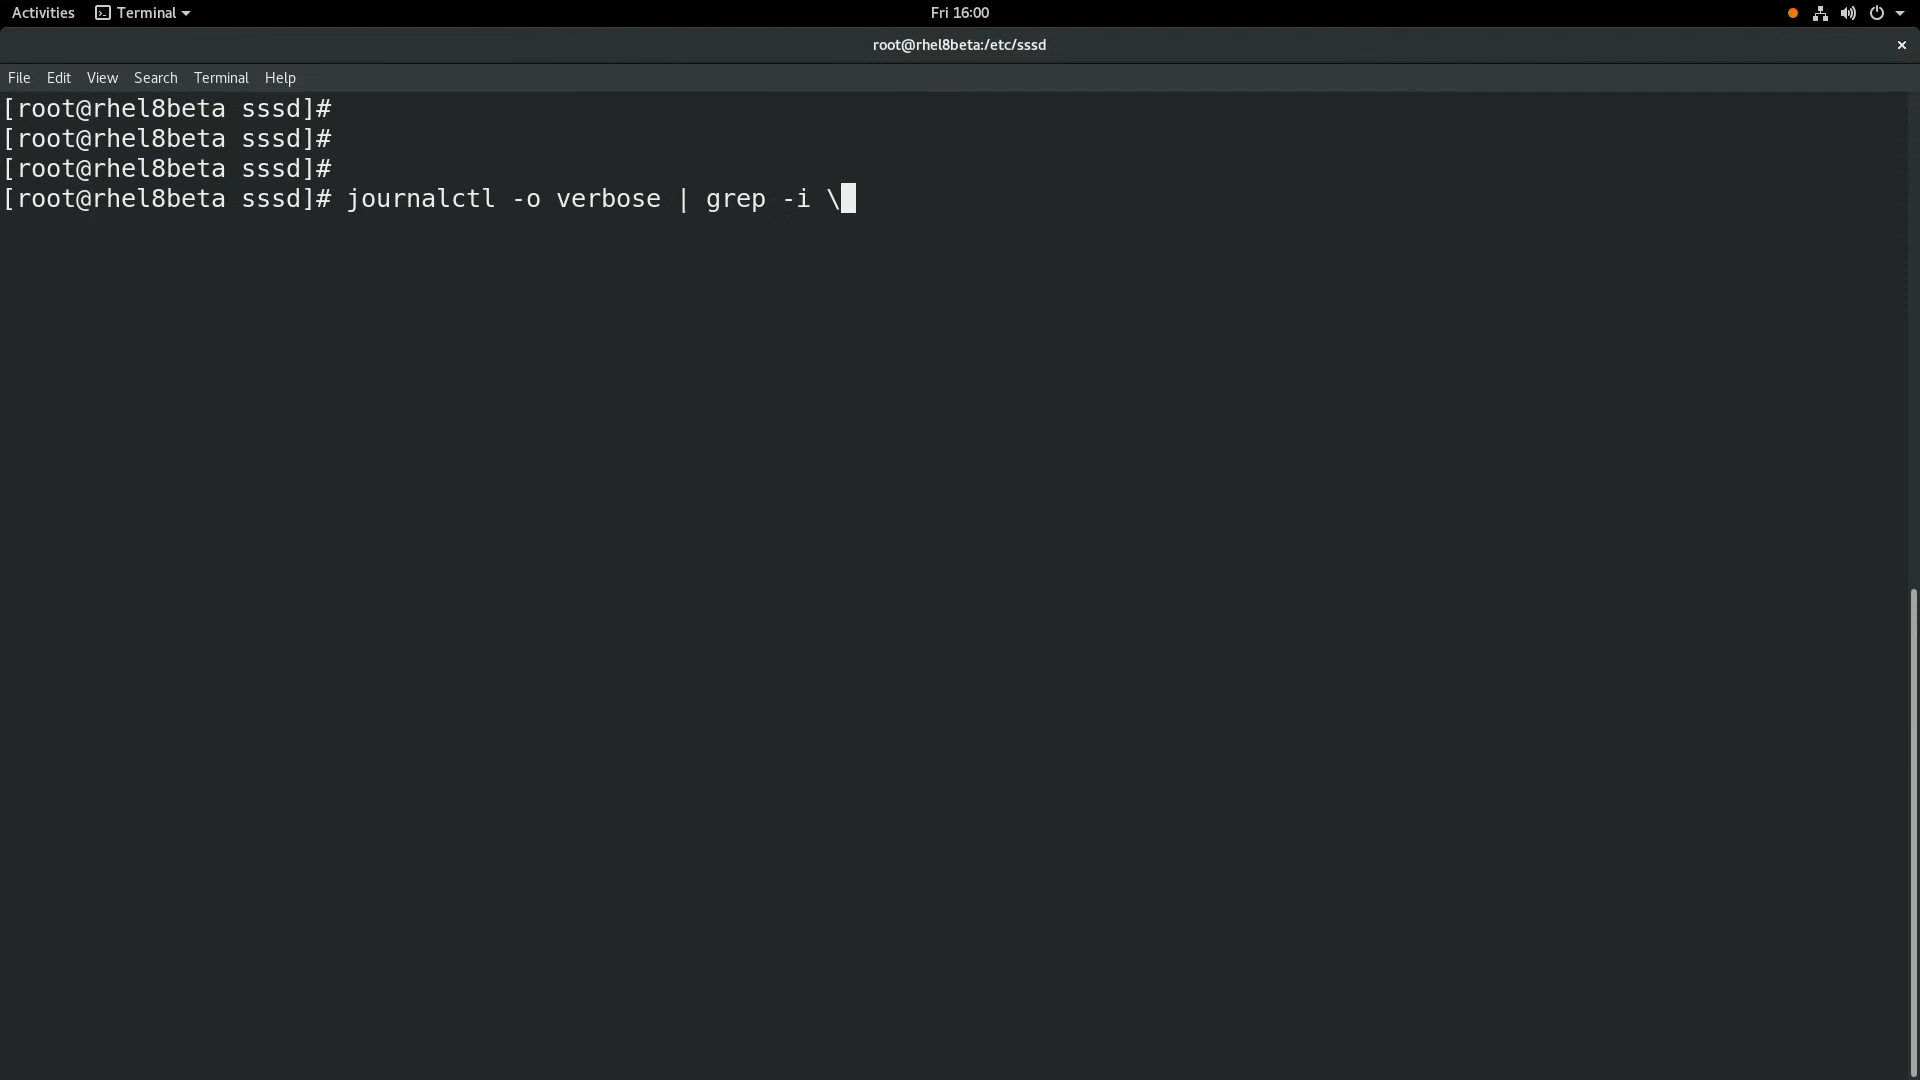 Activities Terminal Fri 16:00
root@rhel8beta:/etc/sssd
File Edit View Search Terminal Help
[root@rhel8beta sssd]#
[root@rhel8beta sssd]#
[root@rhel8beta sssd]#
[root@rhel8beta sssd]# journalctl -o verbose | grep -i \